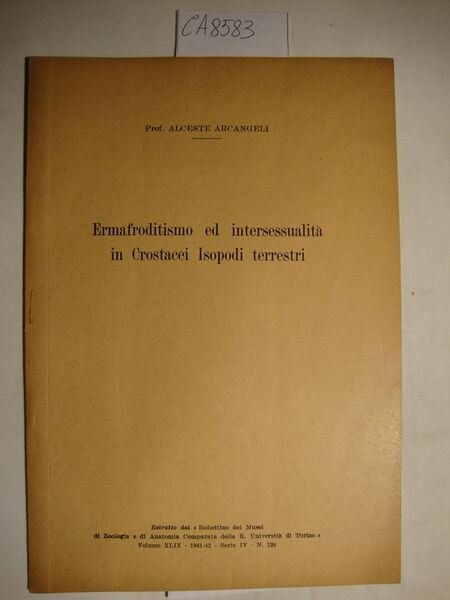 CA8583
Prof. ALCESTE ARCANGELI
Ermafroditismo ed intersessualità
in Crostacei Isopodi terrestri
Estratto dal « Bollettino dei Musei
di Zoologia e di Anatomia Comparata della R. Università di Torino »
Volume XLIX - 1941-42 - Serie IV - N. 124